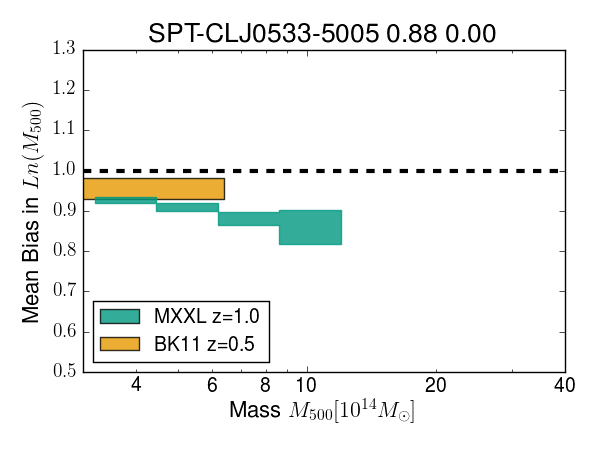 SPT-CLJ0533-5005 0.88 0.00
1.3
1.2
1.1
1.0
0.9
0.8
0.7
0.6
0.5
Mean Bias in Ln(M500)
MXXL z=1.0
BK11 z=0.5
4 6 8 10 20 40
Mass M500[10^14 M⊙]